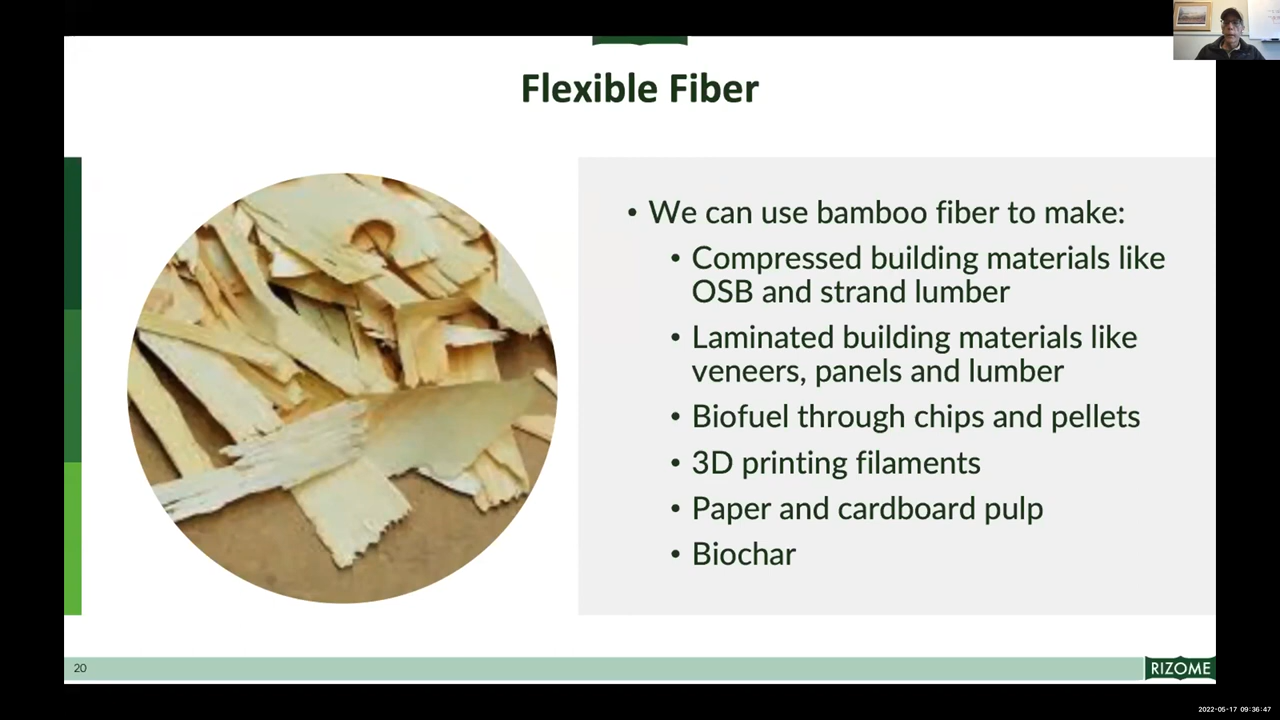 Flexible Fiber
• We can use bamboo fiber to make:
• Compressed building materials like
OSB and strand lumber
• Laminated building materials like
veneers, panels and lumber
• Biofuel through chips and pellets
• 3D printing filaments
• Paper and cardboard pulp
• Biochar
20
RIZOME
2022-05-17 09:36:47